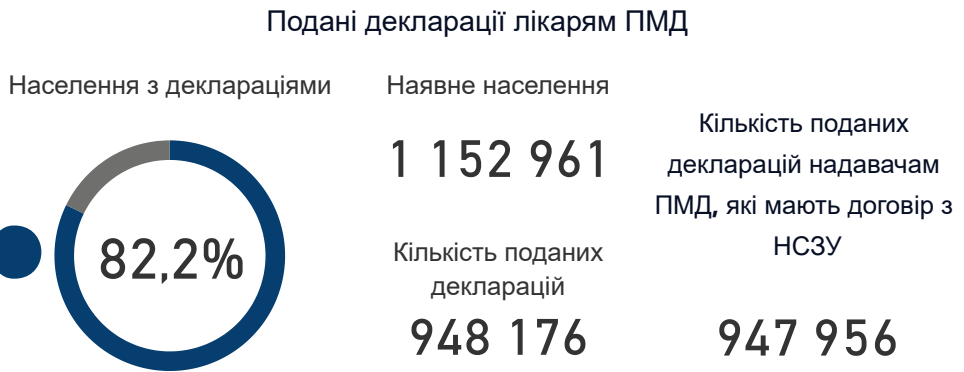 Подані декларації лікарям ПМД
Населення з деклараціями
82,2%
Наявне населення
1 152 961
Кількість поданих
декларацій
948 176
Кількість поданих
декларацій надавачам
ПМД, які мають договір з
НСЗУ
947 956